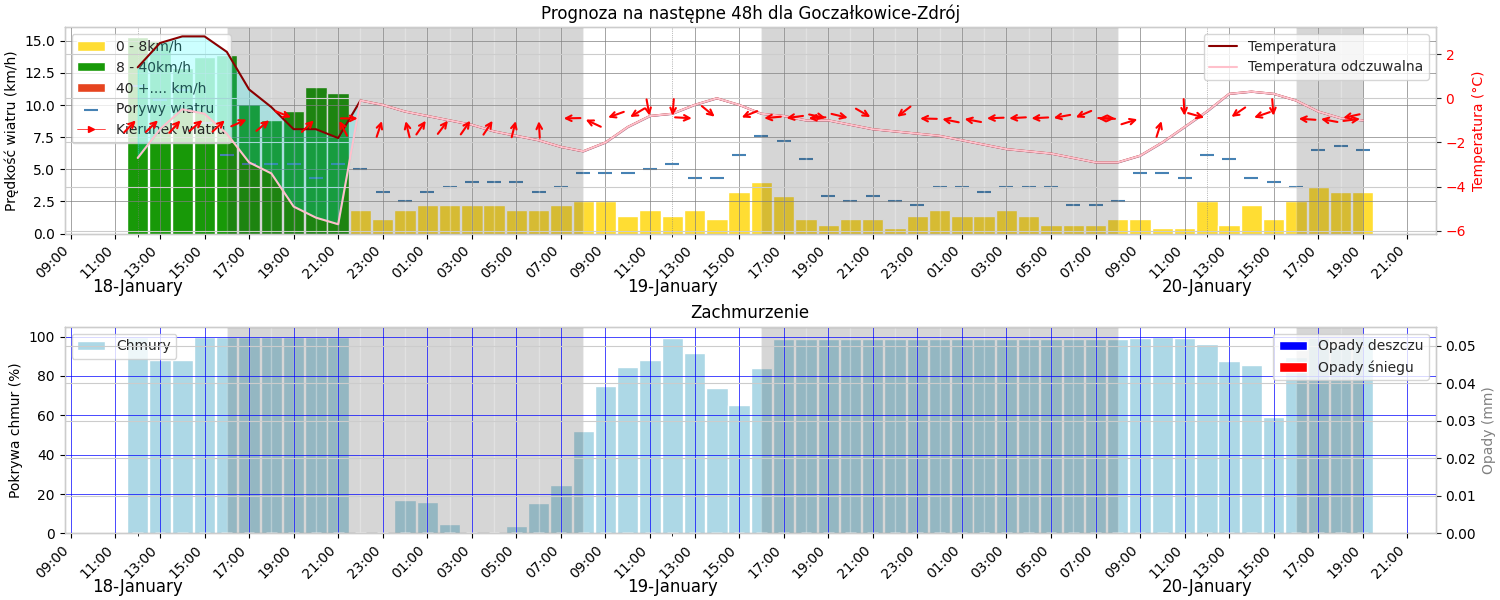 Prognoza na następne 48h dla Goczałkowice-Zdrój
Prędkość wiatru (km/h)
15.0
12.5
10.0
7.5
5.0
2.5
0.0
0 - 8km/h
8 - 40km/h
40 +.... km/h
Porywy wiatru
Kierunek wiatru
Temperatura
Temperatura odczuwalna
2
0
−2
−4
−6
Temperatura (°C)
09:00 11:00 13:00 15:00 17:00 19:00 21:00 23:00 01:00 03:00 05:00 07:00 09:00 11:00 13:00 15:00 17:00 19:00 21:00 23:00 01:00 03:00 05:00 07:00 09:00 11:00 13:00 15:00 17:00 19:00 21:00
18-January 19-January 20-January
Zachmurzenie
Pokrywa chmur (%)
100
80
60
40
20
0
Chmury
Opady deszczu
Opady śniegu
0.05
0.04
0.03
0.02
0.01
0.00
Opady (mm)
09:00 11:00 13:00 15:00 17:00 19:00 21:00 23:00 01:00 03:00 05:00 07:00 09:00 11:00 13:00 15:00 17:00 19:00 21:00 23:00 01:00 03:00 05:00 07:00 09:00 11:00 13:00 15:00 17:00 19:00 21:00
18-January 19-January 20-January